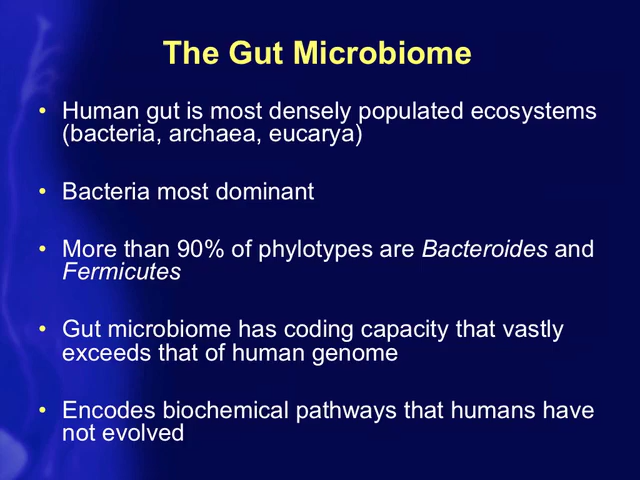 The Gut Microbiome
• Human gut is most densely populated ecosystems
(bacteria, archaea, eucarya)
• Bacteria most dominant
• More than 90% of phylotypes are Bacteroides and
Fermicutes
• Gut microbiome has coding capacity that vastly
exceeds that of human genome
• Encodes biochemical pathways that humans have
not evolved